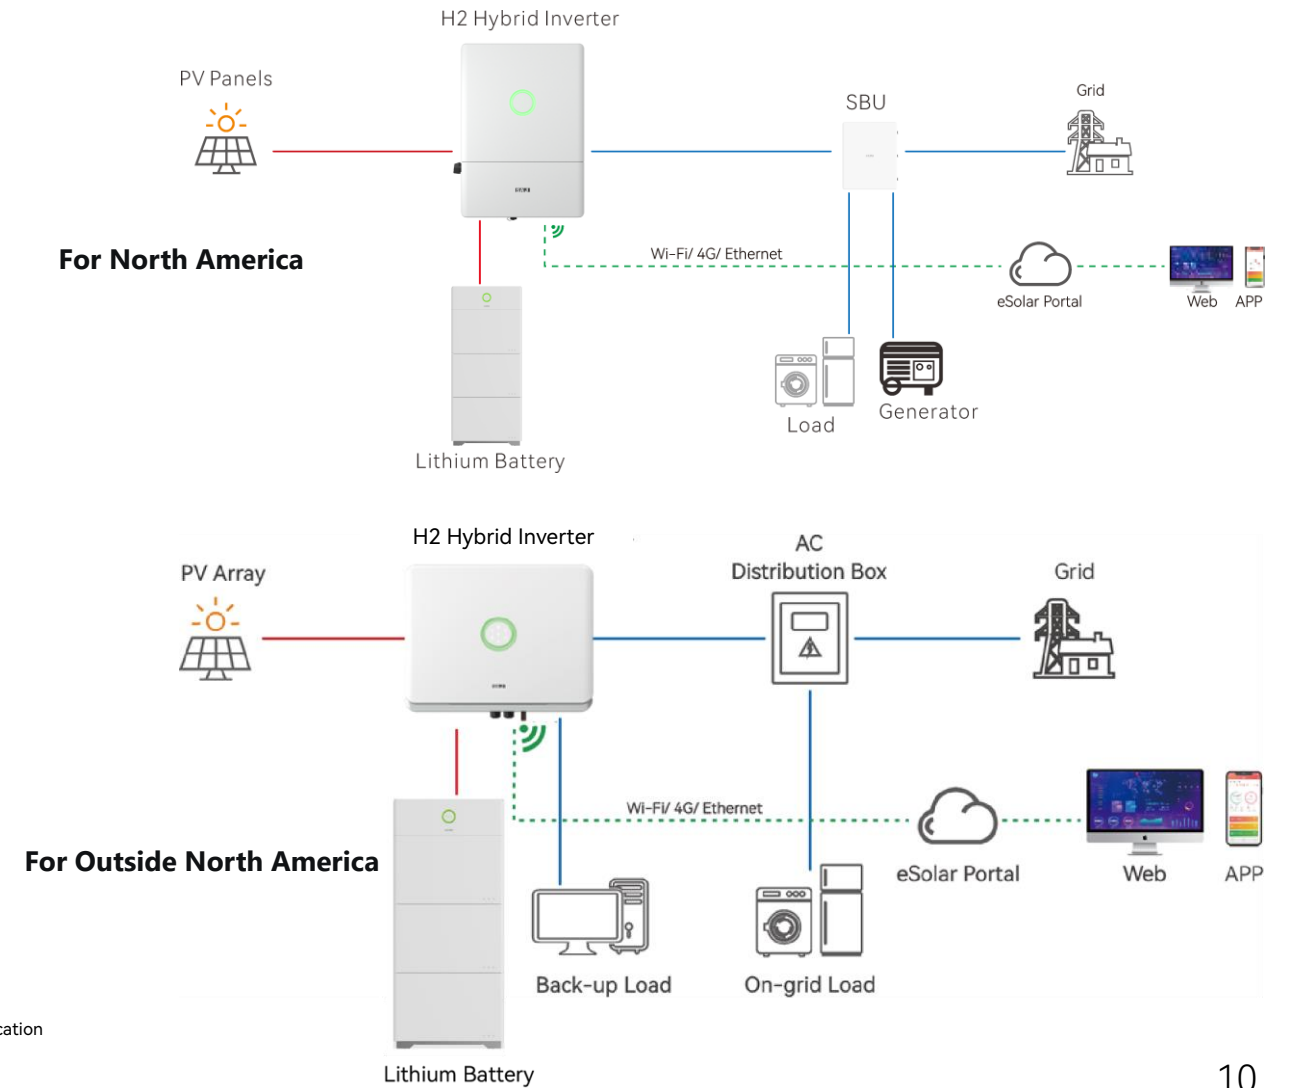 H2 Hybrid Inverter
PV Panels
SBU
Grid
For North America
Wi-Fi/ 4G/ Ethernet
eSolar Portal
Web
APP
Load
Generator
Lithium Battery
H2 Hybrid Inverter
AC
Distribution Box
PV Array
Grid
Wi-Fi/ 4G/ Ethernet
For Outside North America
eSolar Portal
Web
APP
Back-up Load
On-grid Load
cation
Lithium Battery
10